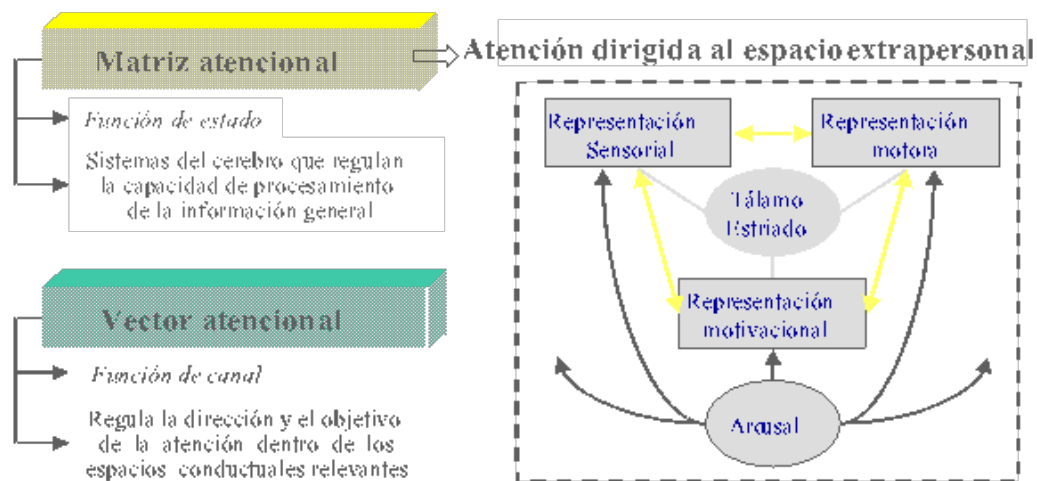 Matriz atencional
Función de estado
Sistemas del cerebro que regulan
la capacidad de procesamiento
de la información general
Vector atencional
Función de canal
Regula la dirección y el objetivo
de la atención dentro de los
espacios conductuales relevantes
Atención dirigida al espacio extrapersonal
Representación
Sensorial
Representación
motora
Tálamo
Estriado
Representación
motivacional
Arousal